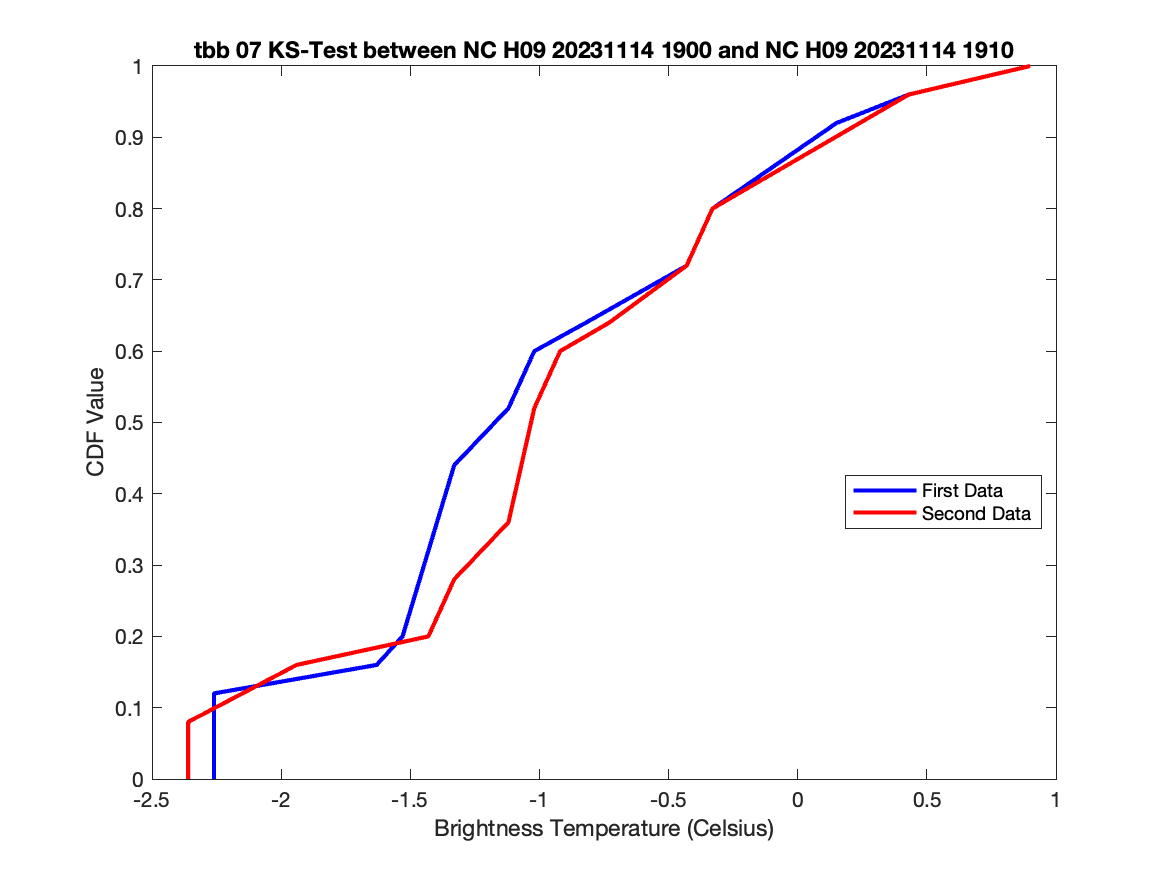 tbb 07 KS-Test between NC H09 20231114 1900 and NC H09 20231114 1910
1
0.9
0.8
0.7
0.6
0.5
0.4
0.3
0.2
0.1
0
CDF Value
First Data
Second Data
-2.5 -2 -1.5 -1 -0.5 0 0.5 1
Brightness Temperature (Celsius)